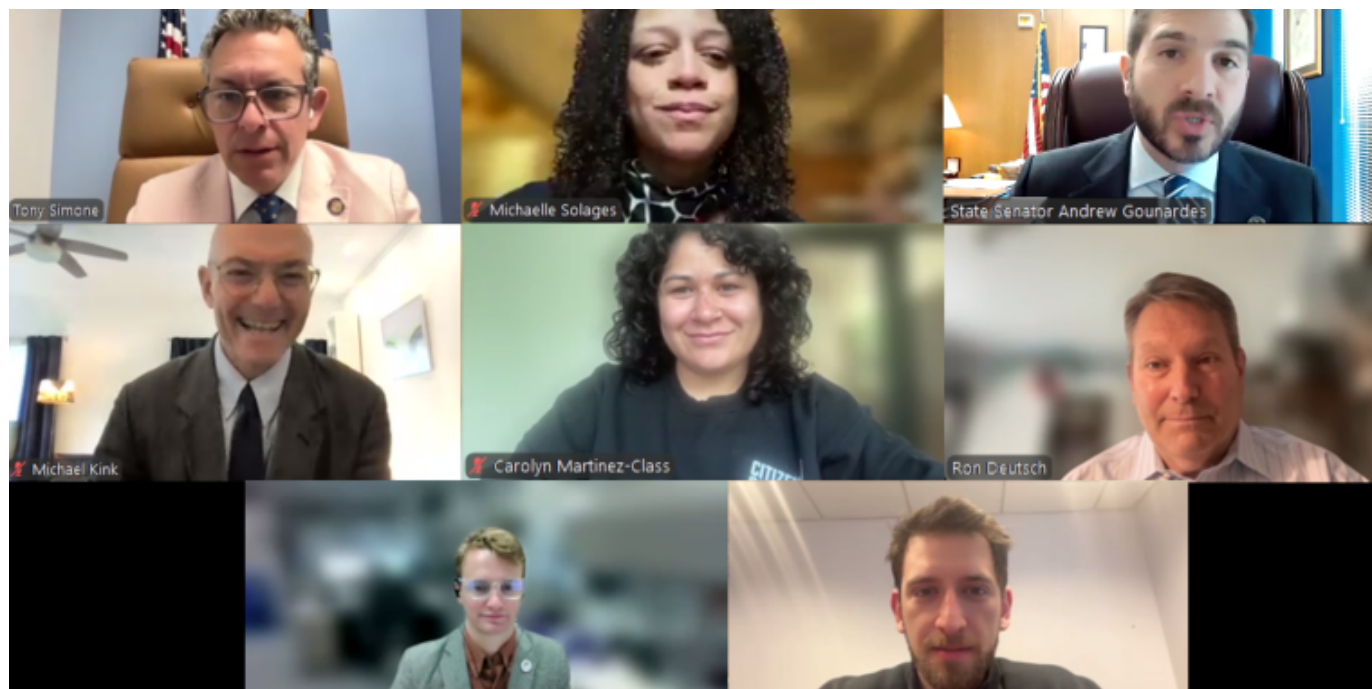 Tony Simone
Michaelle Solages
State Senator Andrew Gounardes
Michael Kink
Carolyn Martinez-Class
Ron Deutsch